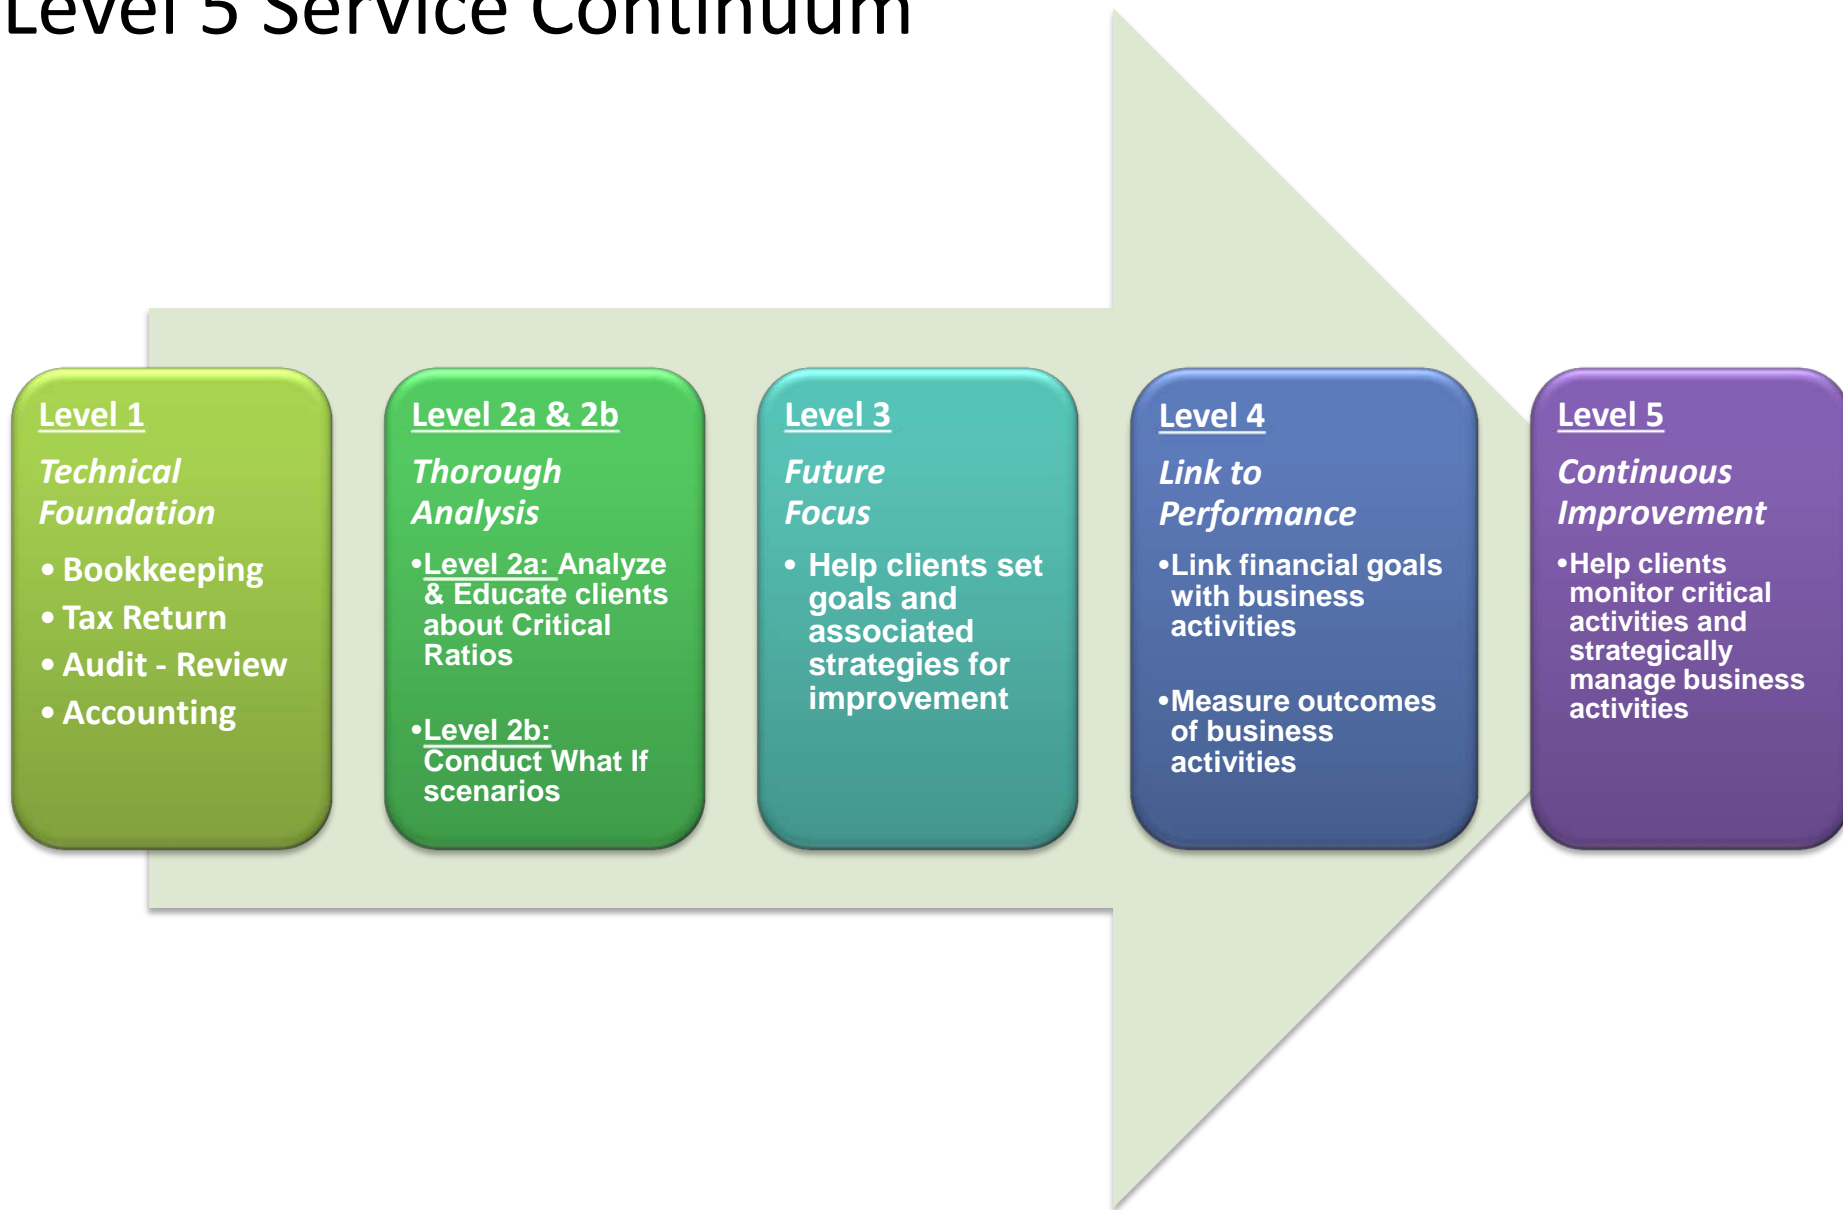 Level 5 Service Continuum
Level 1
Technical
Foundation
• Bookkeeping
• Tax Return
• Audit - Review
• Accounting
Level 2a & 2b
Thorough
Analysis
•Level 2a: Analyze
& Educate clients
about Critical
Ratios
•Level 2b:
Conduct What If
scenarios
Level 3
Future
Focus
• Help clients set
goals and
associated
strategies for
improvement
Level 4
Link to
Performance
•Link financial goals
with business
activities
•Measure outcomes
of business
activities
Level 5
Continuous
Improvement
•Help clients
monitor critical
activities and
strategically
manage business
activities